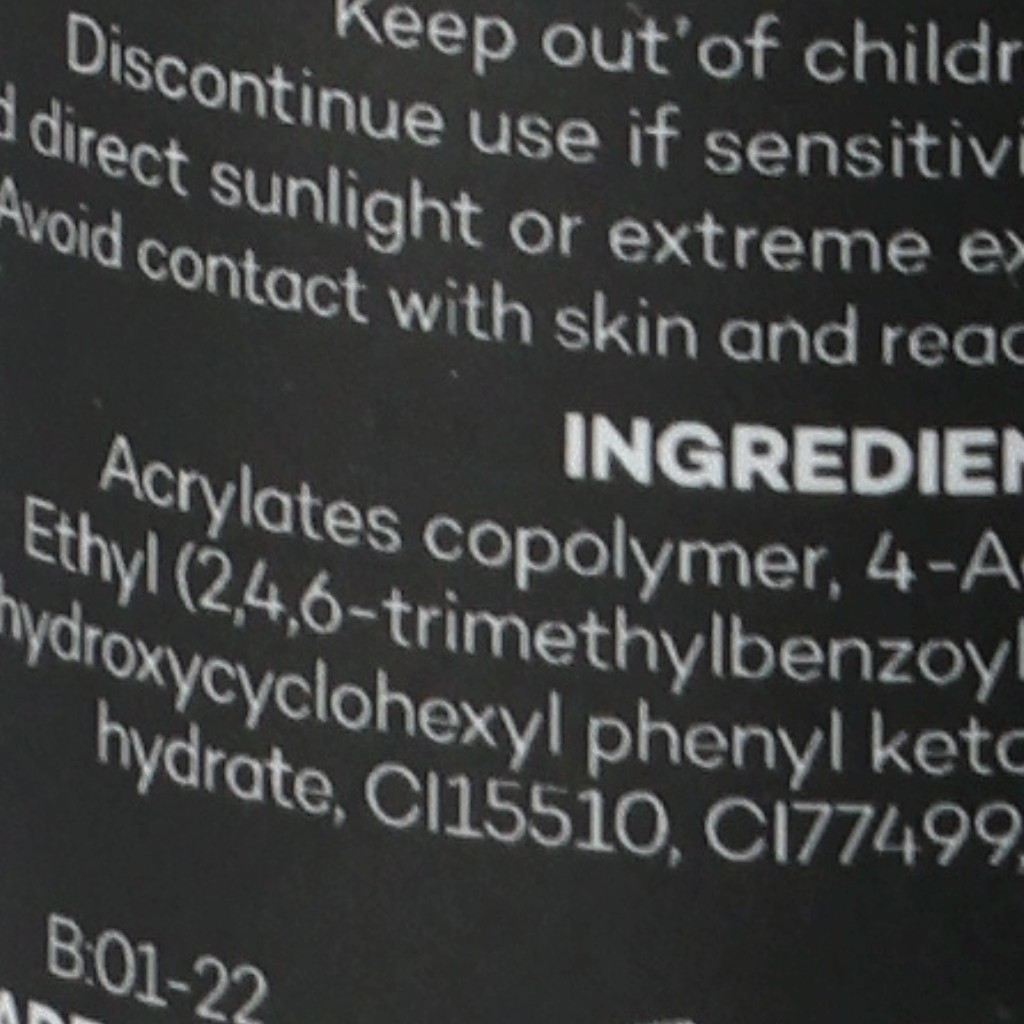 Keep out of childr
Discontinue use if sensitivi
d direct sunlight or extreme ex
Avoid contact with skin and reac
INGREDIEN
Acrylates copolymer, 4-Ac
Ethyl (2,4,6-trimethylbenzoyl
hydroxycyclohexyl phenyl keto
hydrate, CI15510, CI77499,
B:01-22